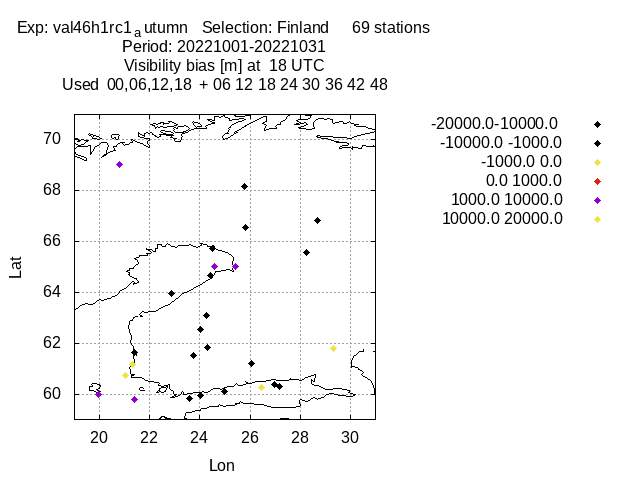 Exp: val46h1rc1a utumn Selection: Finland 69 stations
Period: 20221001-20221031
Visibility bias [m] at 18 UTC
Used 00,06,12,18 + 06 12 18 24 30 36 42 48
-20000.0-10000.0
-10000.0 -1000.0
-1000.0 0.0
0.0 1000.0
1000.0 10000.0
10000.0 20000.0
70
68
66
64
62
60
Lat
20 22 24 26 28 30
Lon